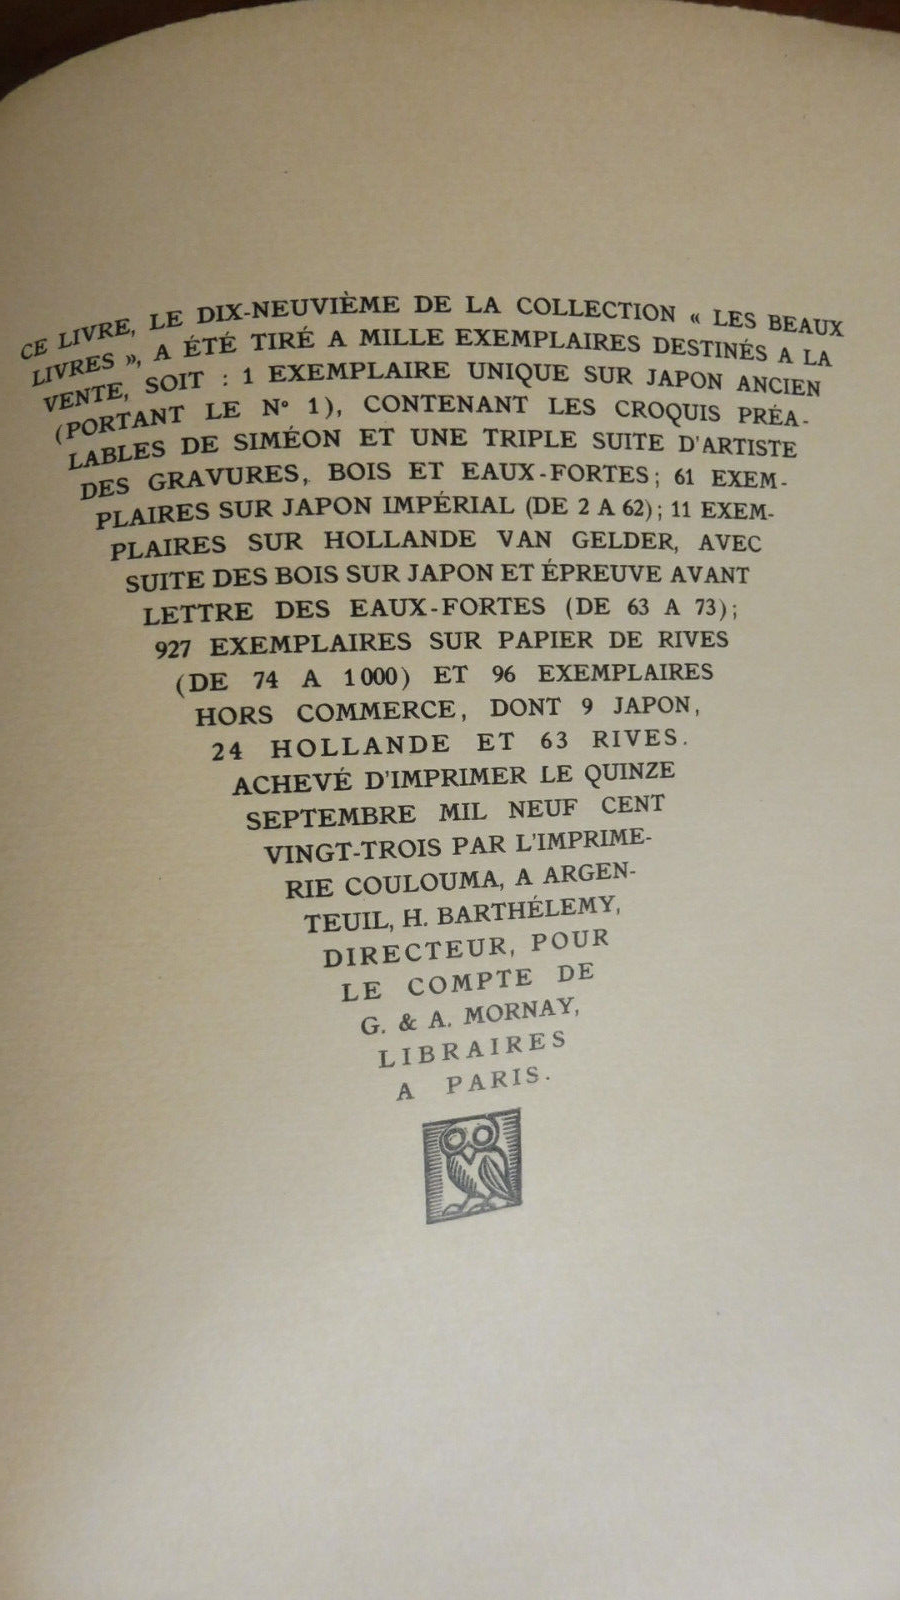 CE LIVRE, LE DIX-NEUVIÈME DE LA COLLECTION « LES BEAUX
LIVRES », A ÉTÉ TIRÉ A MILLE EXEMPLAIRES DESTINÉS A LA
VENTE, SOIT : 1 EXEMPLAIRE UNIQUE SUR JAPON ANCIEN
(PORTANT LE N° 1), CONTENANT LES CROQUIS PRÉA-
LABLES DE SIMÉON ET UNE TRIPLE SUITE D'ARTISTE
DES GRAVURES, BOIS ET EAUX-FORTES ; 61 EXEM-
PLAIRES SUR JAPON IMPÉRIAL (DE 2 A 62) ; 11 EXEM-
PLAIRES SUR HOLLANDE VAN GELDER, AVEC
SUITE DES BOIS SUR JAPON ET ÉPREUVE AVANT
LETTRE DES EAUX-FORTES (DE 63 A 73) ;
927 EXEMPLAIRES SUR PAPIER DE RIVES
(DE 74 A 1000) ET 96 EXEMPLAIRES
HORS COMMERCE, DONT 9 JAPON,
24 HOLLANDE ET 63 RIVES.
ACHEVÉ D'IMPRIMER LE QUINZE
SEPTEMBRE MIL NEUF CENT
VINGT-TROIS PAR L'IMPRIME-
RIE COULOUMA, A ARGEN-
TEUIL, H. BARTHÉLEMY,
DIRECTEUR, POUR
LE COMPTE DE
G. & A. MORNAY,
LIBRAIRES
A PARIS.